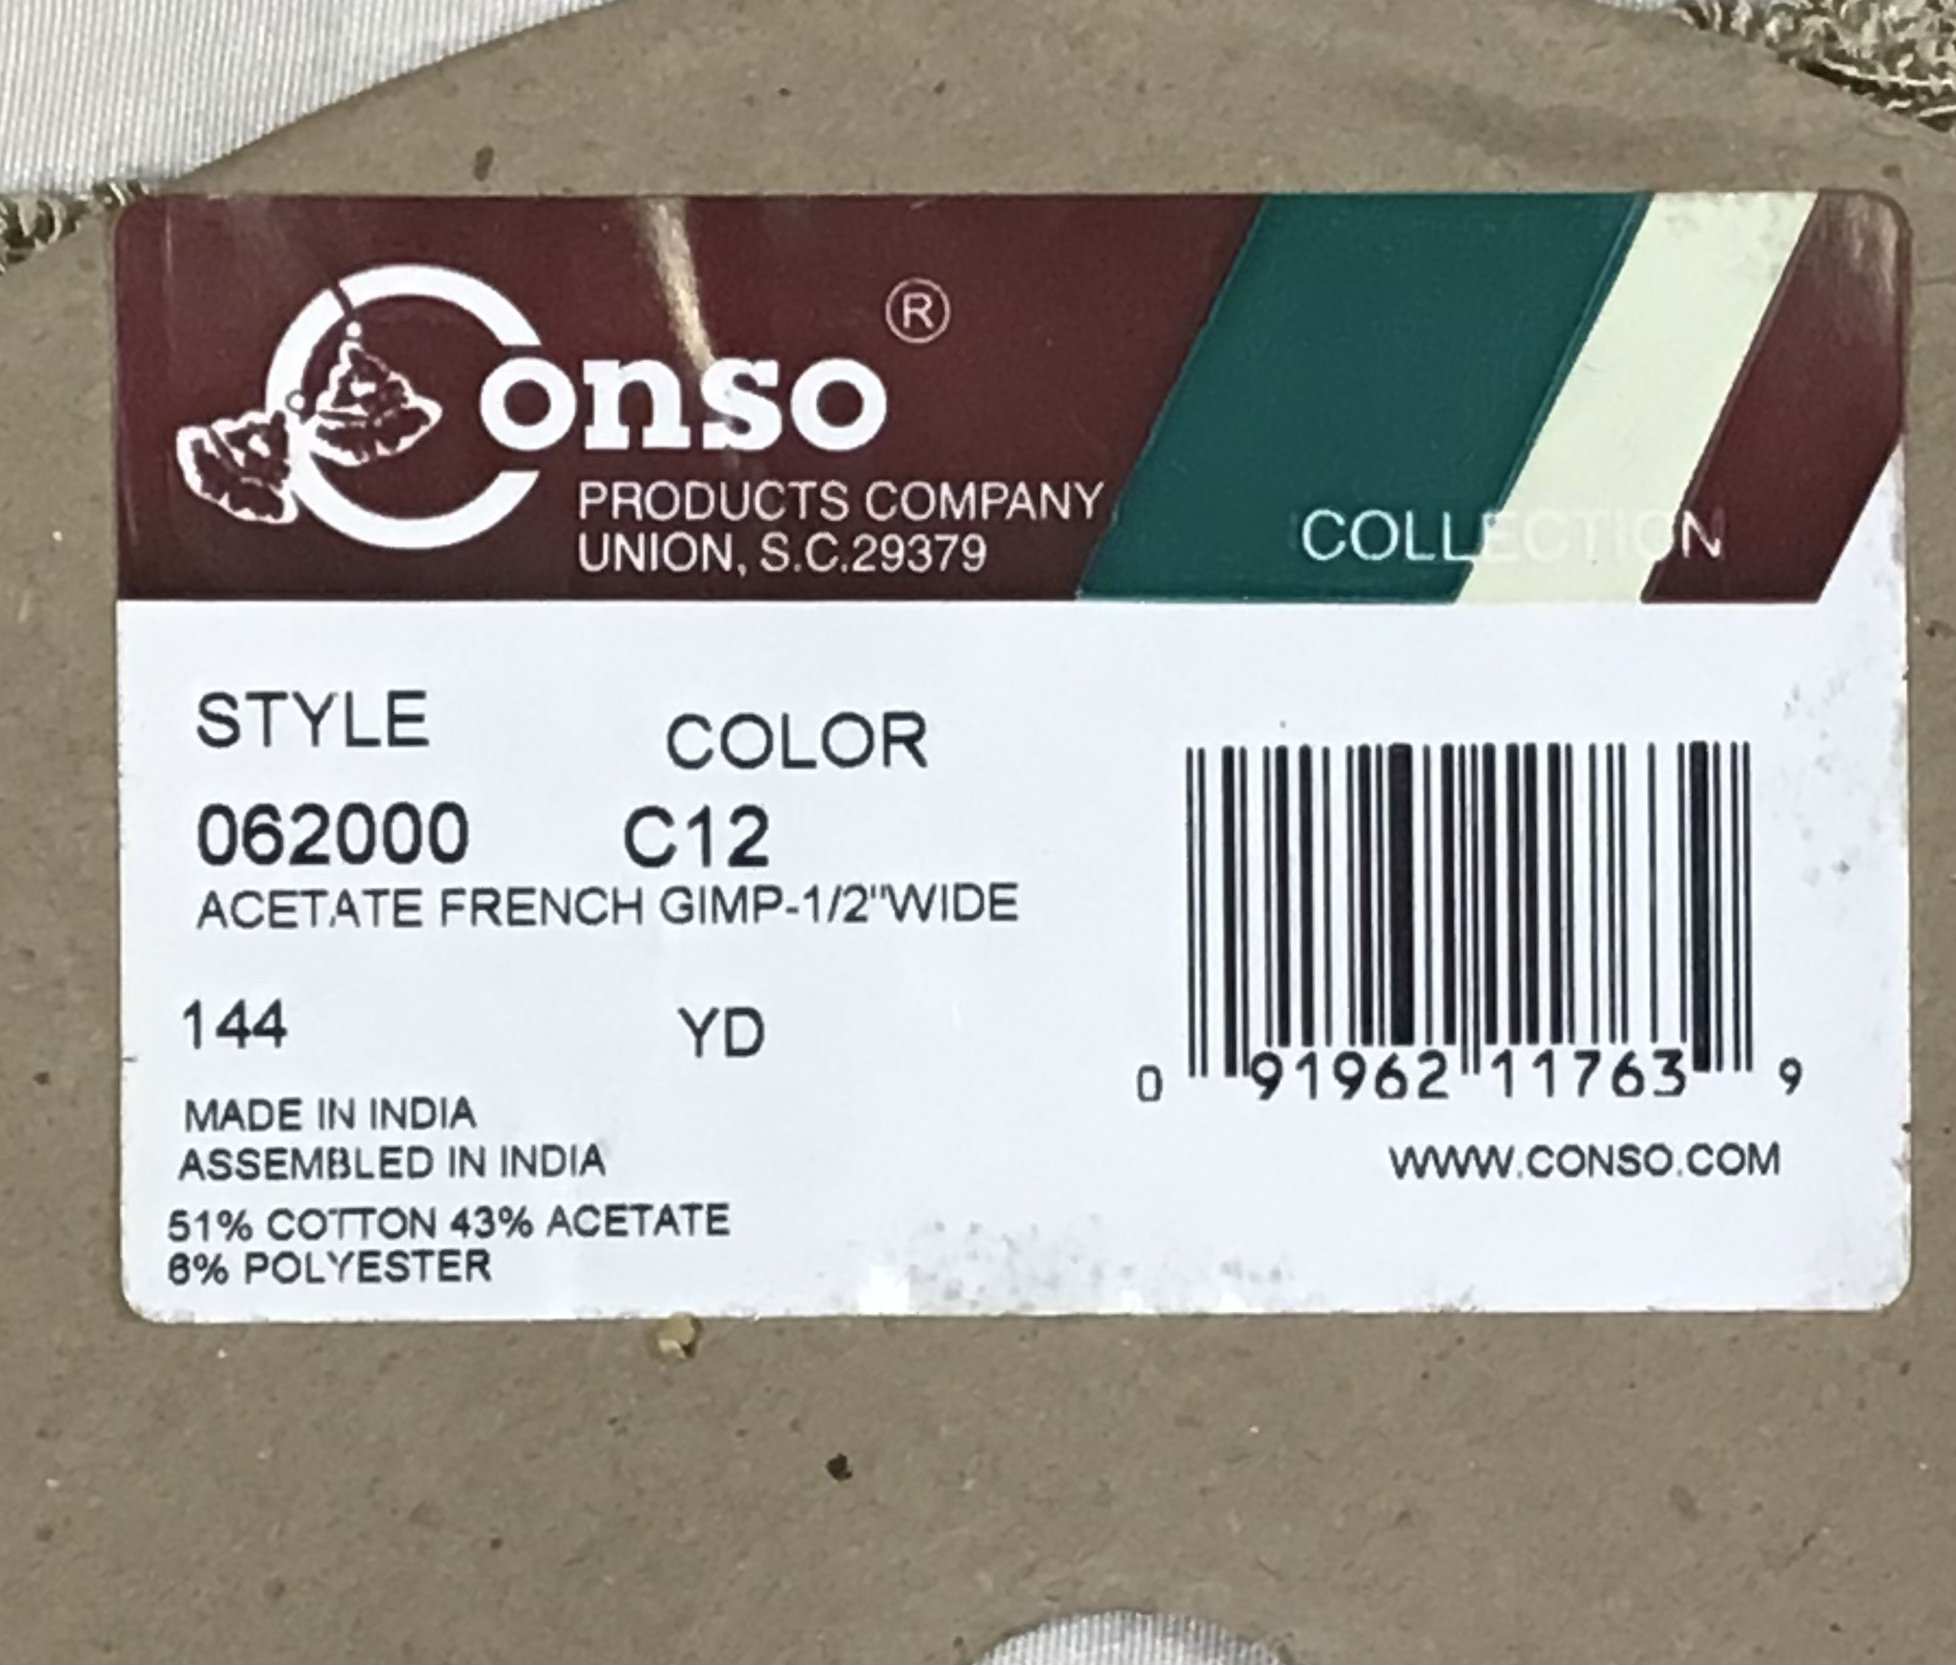 Conso ®
PRODUCTS COMPANY
UNION, S.C.29379
COLLECTION
STYLE COLOR
062000 C12
ACETATE FRENCH GIMP-1/2"WIDE
144 YD
MADE IN INDIA
ASSEMBLED IN INDIA
51% COTTON 43% ACETATE
6% POLYESTER
0 91962 11763 9
WWW.CONSO.COM